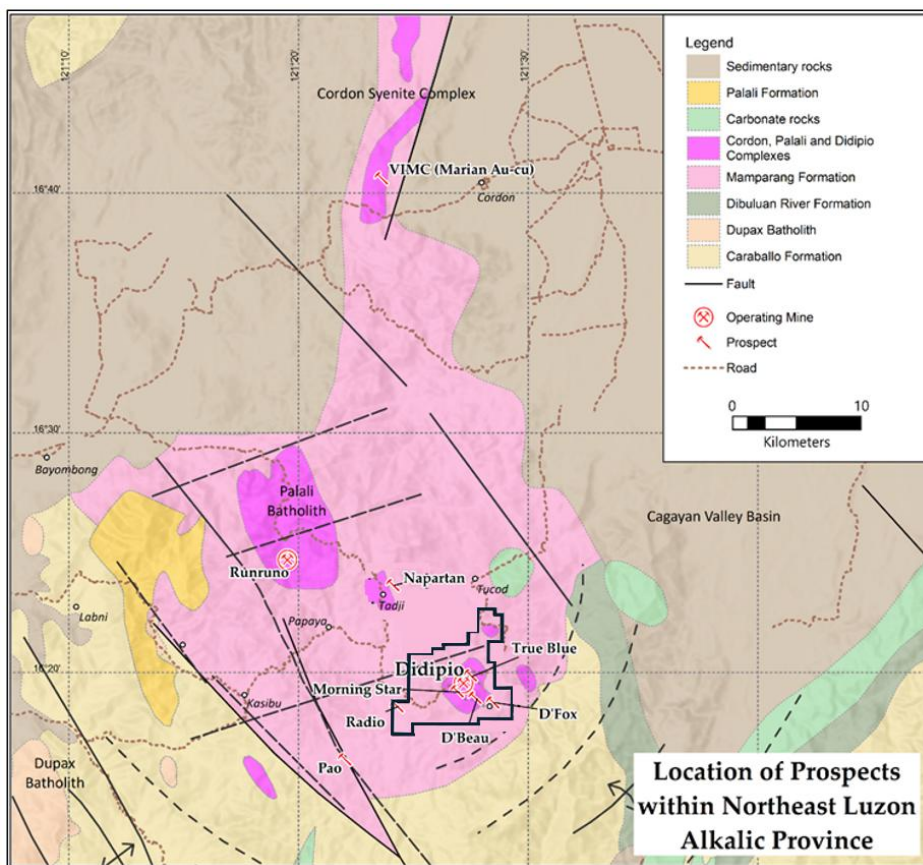 121°10'
121°20'
121°30'
Legend
Sedimentary rocks
Palali Formation
Carbonate rocks
Cordon, Palali and Didipio
Complexes
Mamparang Formation
Dibuluan River Formation
Dupax Batholith
Caraballo Formation
Fault
Operating Mine
Prospect
Road
0
10
Kilometers
Cordon Syenite Complex
VIMC (Marian Au-cu)
Cordon
16°40'
16°30'
Bayombong
Palali
Batholith
Cagayan Valley Basin
Runruno
Napartan
Tucod
Tadji
Labni
Papaya
True Blue
16°20'
Didipio
Morning Star
Kasibu
Radio
D'Fox
D'Beau
Pao
Dupax
Batholith
Location of Prospects
within Northeast Luzon
Alkalic Province